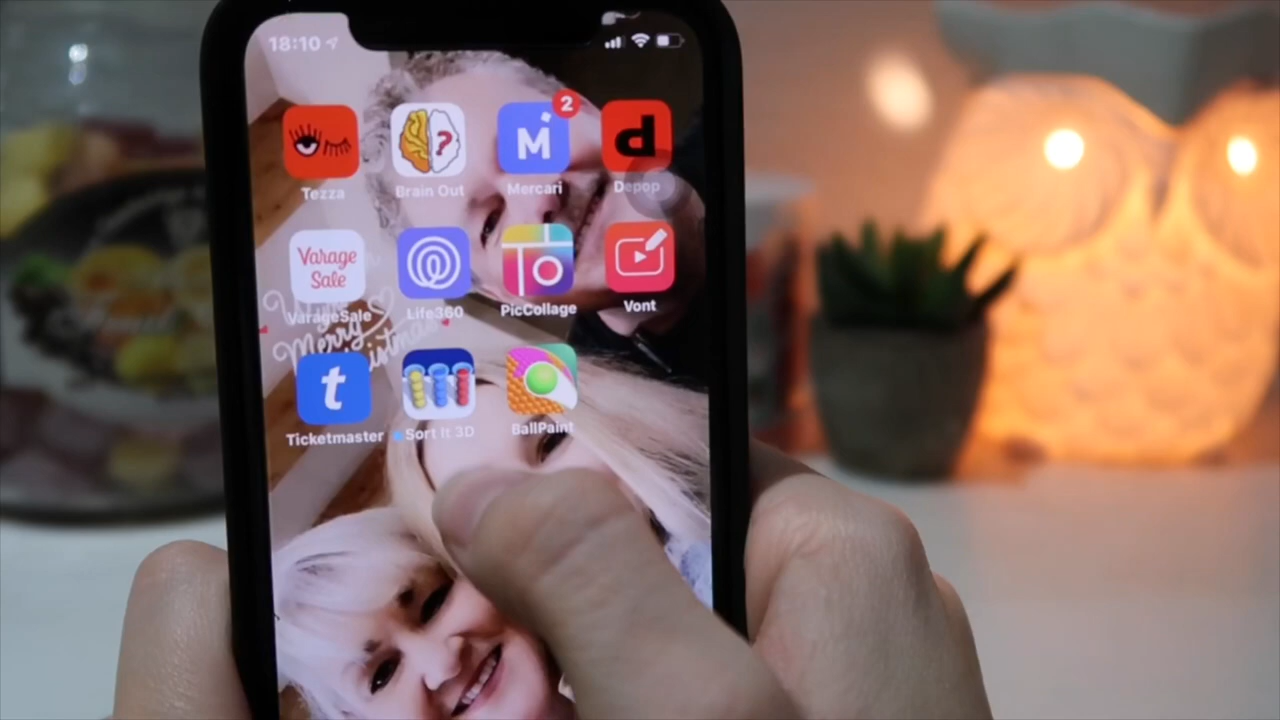 18:10
2
?
M
d
Tezza
Brain Out
Mercari
Depop
Varage
Sale
VarageSale
Life360
PicCollage
Vont
Merry
t
Ticketmaster
Sort It 3D
BallPaint